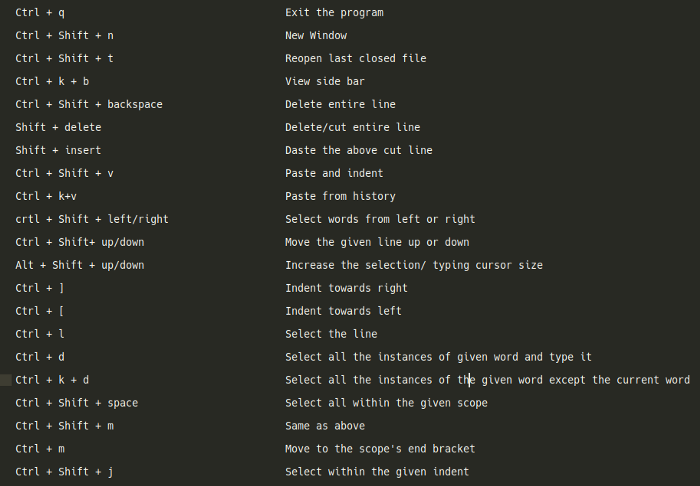 Ctrl + q Exit the program
Ctrl + Shift + n New Window
Ctrl + Shift + t Reopen last closed file
Ctrl + k + b View side bar
Ctrl + Shift + backspace Delete entire line
Shift + delete Delete/cut entire line
Shift + insert Daste the above cut line
Ctrl + Shift + v Paste and indent
Ctrl + k+v Paste from history
crtl + Shift + left/right Select words from left or right
Ctrl + Shift+ up/down Move the given line up or down
Alt + Shift + up/down Increase the selection/ typing cursor size
Ctrl + ] Indent towards right
Ctrl + [ Indent towards left
Ctrl + l Select the line
Ctrl + d Select all the instances of given word and type it
Ctrl + k + d Select all the instances of the given word except the current word
Ctrl + Shift + space Select all within the given scope
Ctrl + Shift + m Same as above
Ctrl + m Move to the scope's end bracket
Ctrl + Shift + j Select within the given indent